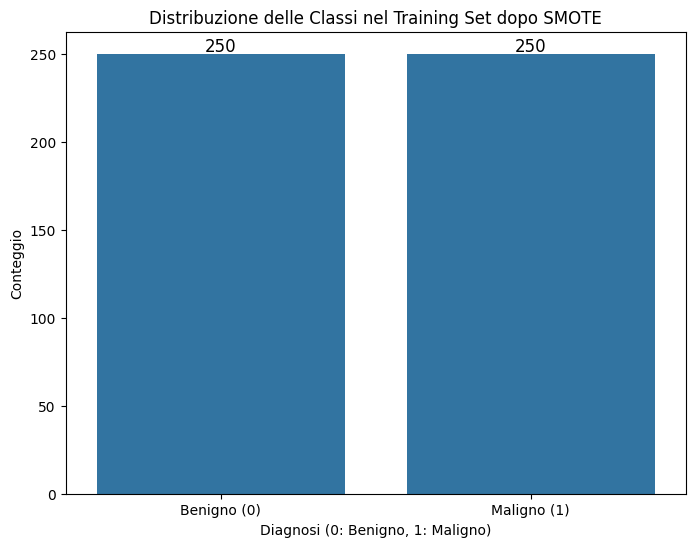 Distribuzione delle Classi nel Training Set dopo SMOTE
250 250
250
200
150
100
50
0
Conteggio
Benigno (0) Maligno (1)
Diagnosi (0: Benigno, 1: Maligno)